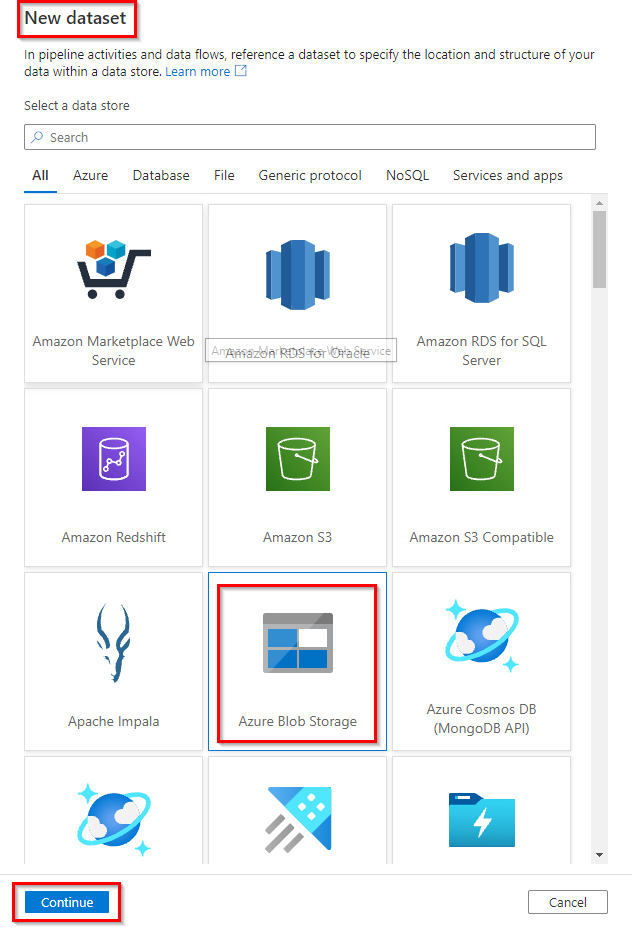 New dataset
In pipeline activities and data flows, reference a dataset to specify the location and structure of your
data within a data store. Learn more
Select a data store
Search
All Azure Database File Generic protocol NoSQL Services and apps
Amazon Marketplace Web
Service
Amazon RDS for Oracle
Amazon Marketplace Web Service
Amazon RDS for SQL
Server
Amazon Redshift
Amazon S3
Amazon S3 Compatible
Apache Impala
Azure Blob Storage
Azure Cosmos DB
(MongoDB API)
Continue
Cancel